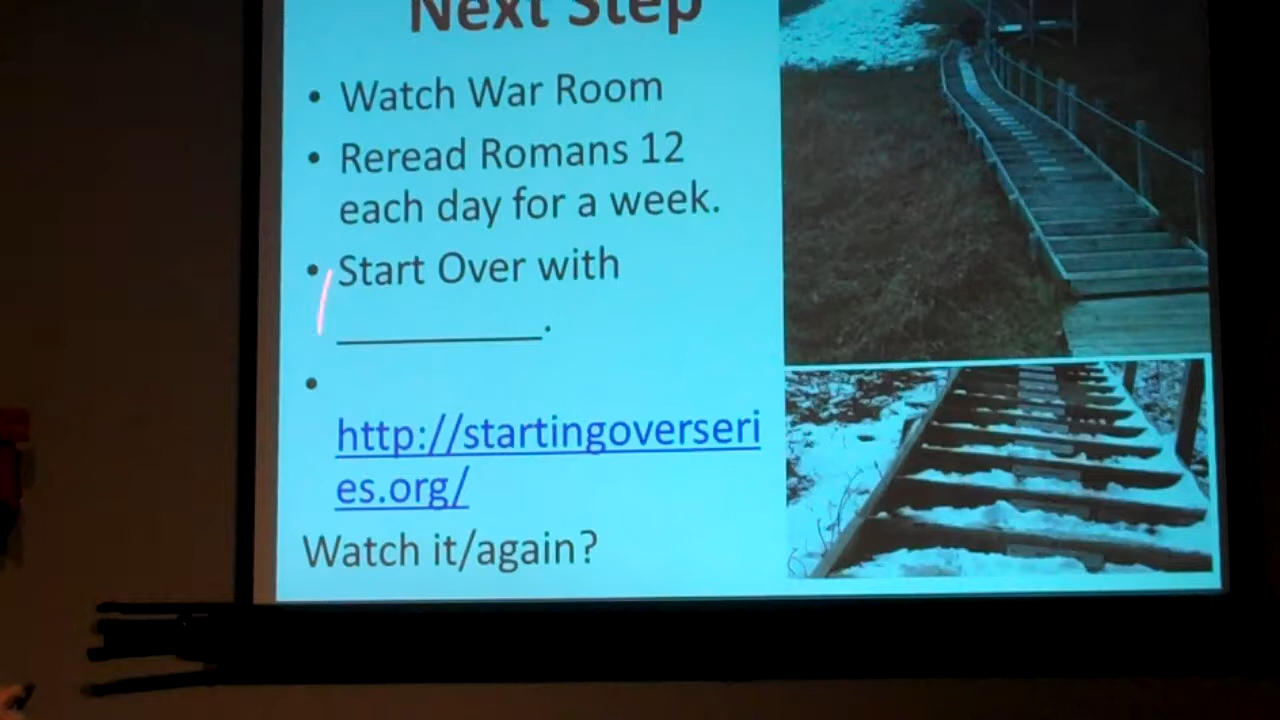 Next Step
• Watch War Room
• Reread Romans 12
each day for a week.
• Start Over with
__________.
•
http://startingoverseri
es.org/
Watch it/again?